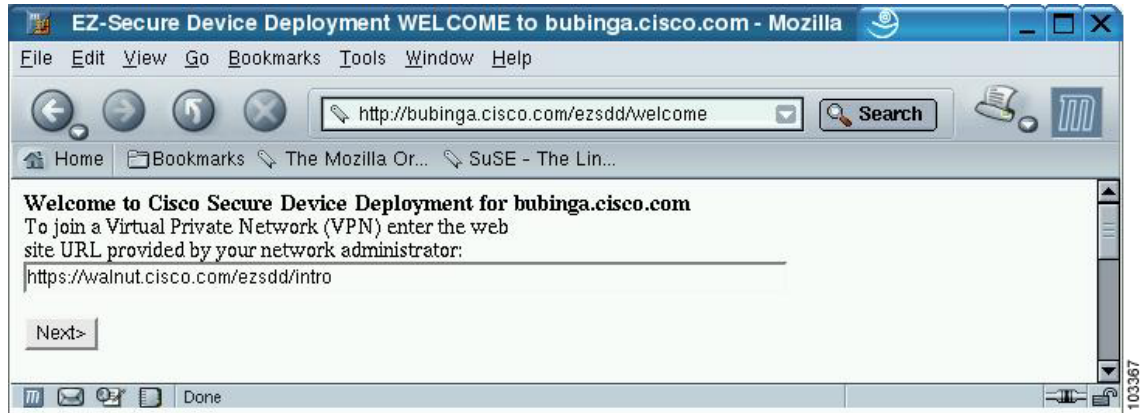 EZ-Secure Device Deployment WELCOME to bubinga.cisco.com - Mozilla
File Edit View Go Bookmarks Tools Window Help
http://bubinga.cisco.com/ezsdd/welcome Search
Home Bookmarks The Mozilla Or... SuSE - The Lin...
Welcome to Cisco Secure Device Deployment for bubinga.cisco.com
To join a Virtual Private Network (VPN) enter the web
site URL provided by your network administrator:
https://walnut.cisco.com/ezsdd/intro
Next>
Done
103367